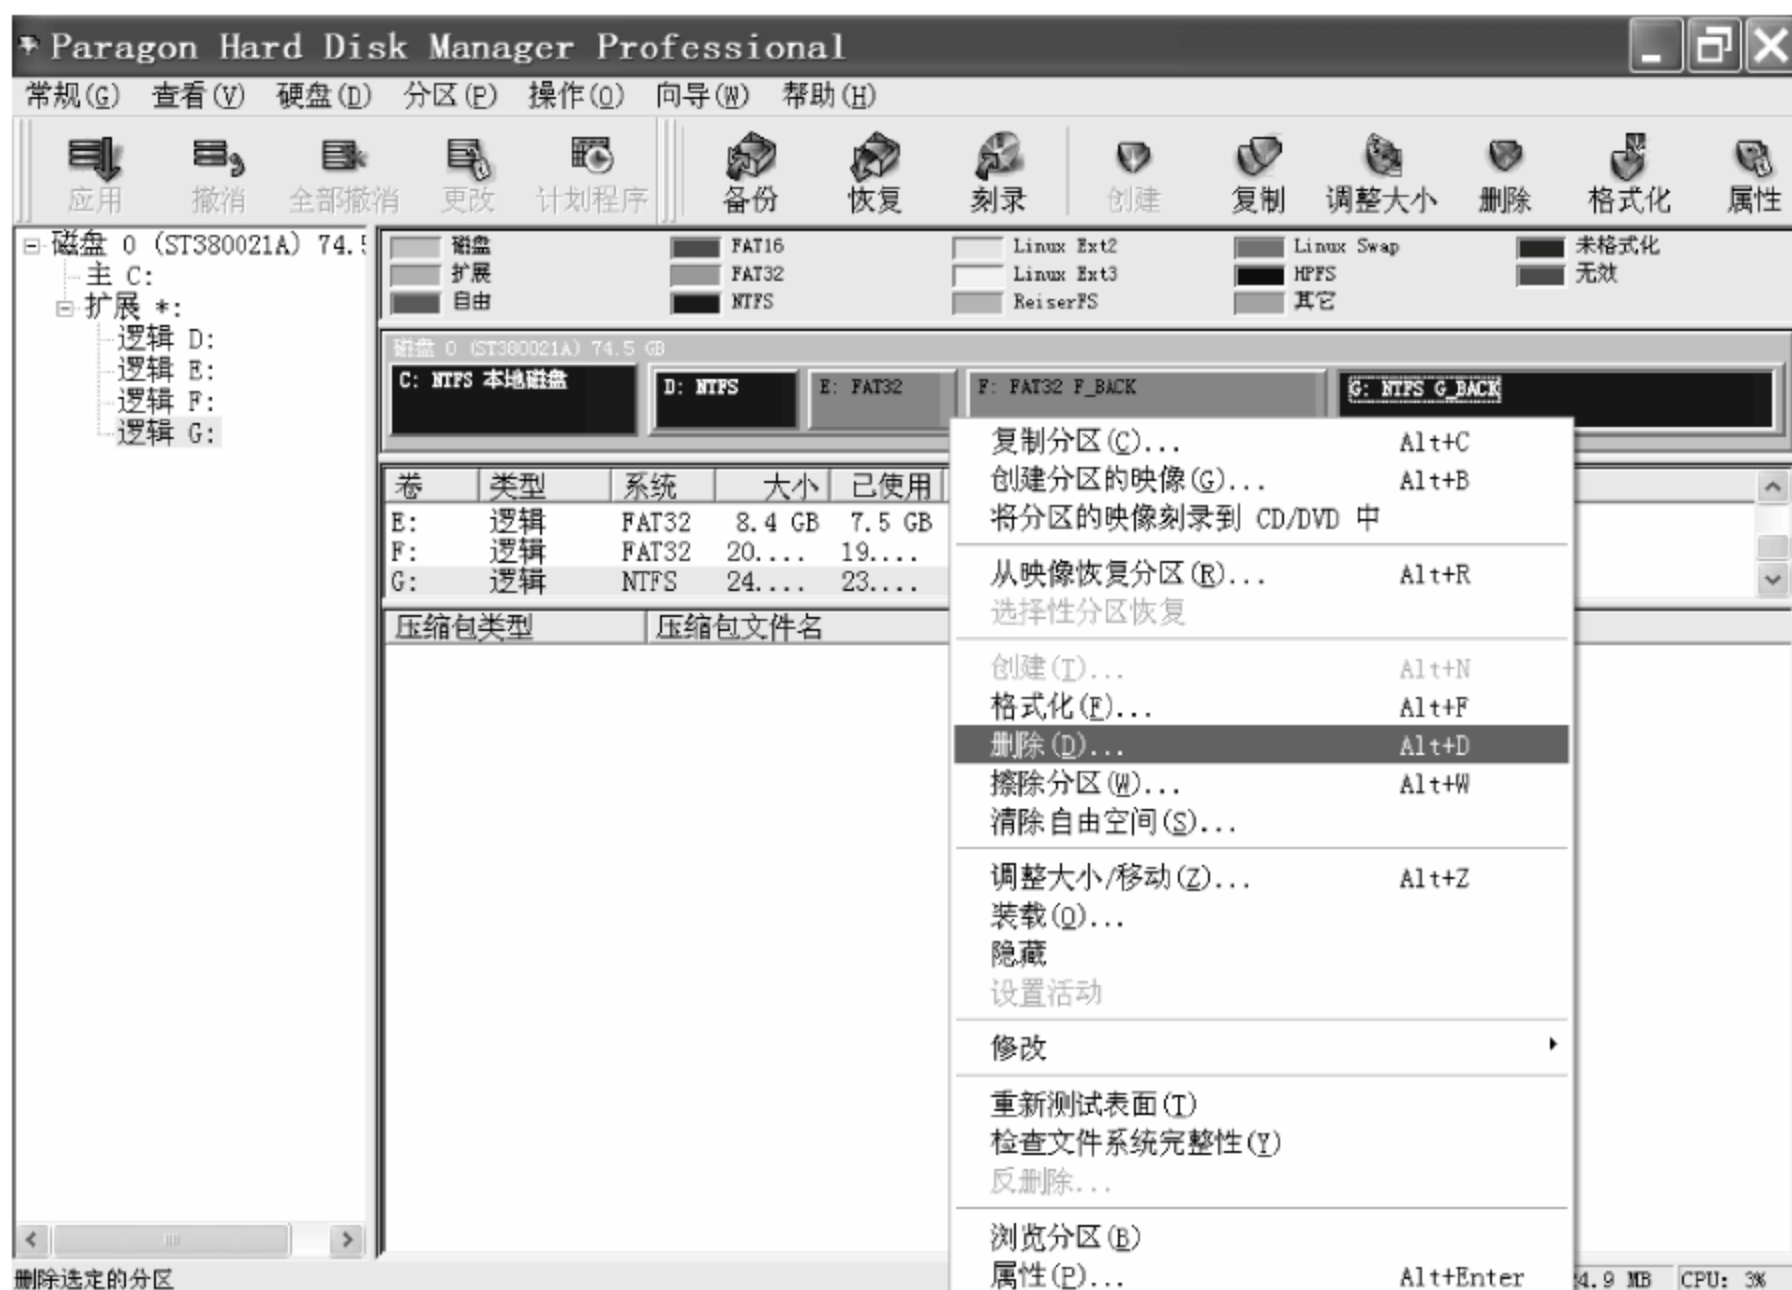 Paragon Hard Disk Manager Professional
常规(G) 查看(V) 硬盘(D) 分区(P) 操作(O) 向导(W) 帮助(H)
应用 撤消 全部撤消 更改 计划程序 备份 恢复 刻录 创建 复制 调整大小 删除 格式化 属性
磁盘 0 (ST380021A) 74.5
主 C:
扩展 *:
逻辑 D:
逻辑 E:
逻辑 F:
逻辑 G:
磁盘 FAT16 Linux Ext2 Linux Swap 未格式化
扩展 FAT32 Linux Ext3 HPFS 无效
自由 NTFS ReiserFS 其它
磁盘 0 (ST380021A) 74.5 GB
C: NTFS 本地磁盘 D: NTFS E: FAT32 F: FAT32 F_BACK G: NTFS G_BACK
卷 类型 系统 大小 已使用
E: 逻辑 FAT32 8.4 GB 7.5 GB
F: 逻辑 FAT32 20.... 19....
G: 逻辑 NTFS 24.... 23....
压缩包类型 压缩包文件名
复制分区(C)... Alt+C
创建分区的映像(G)... Alt+B
将分区的映像刻录到 CD/DVD 中
从映像恢复分区(R)... Alt+R
选择性分区恢复
创建(T)... Alt+N
格式化(F)... Alt+F
删除(D)... Alt+D
擦除分区(W)... Alt+W
清除自由空间(S)...
调整大小/移动(Z)... Alt+Z
装载(O)...
隐藏
设置活动
修改
重新测试表面(T)
检查文件系统完整性(Y)
反删除...
浏览分区(B)
属性(P)... Alt+Enter
删除选定的分区 4.9 MB CPU: 3%